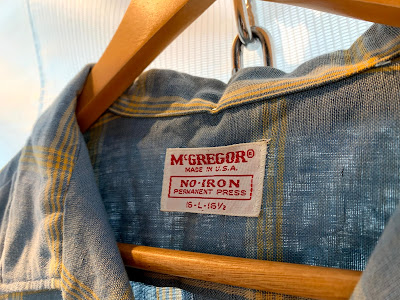 McGREGOR®
MADE IN U.S.A.
NO-IRON
PERMANENT PRESS
16-L-16½